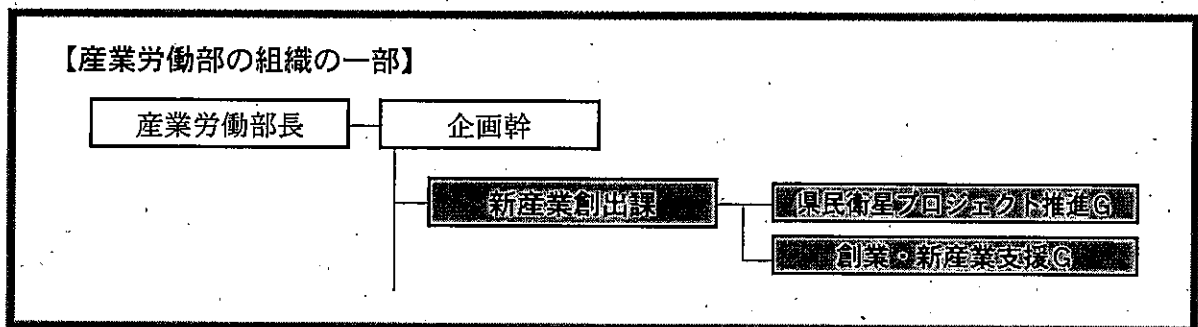 【産業労働部の組織の一部】
産業労働部長
企画幹
新産業創出課
県民衛星プロジェクト推進G
創業・新産業支援G